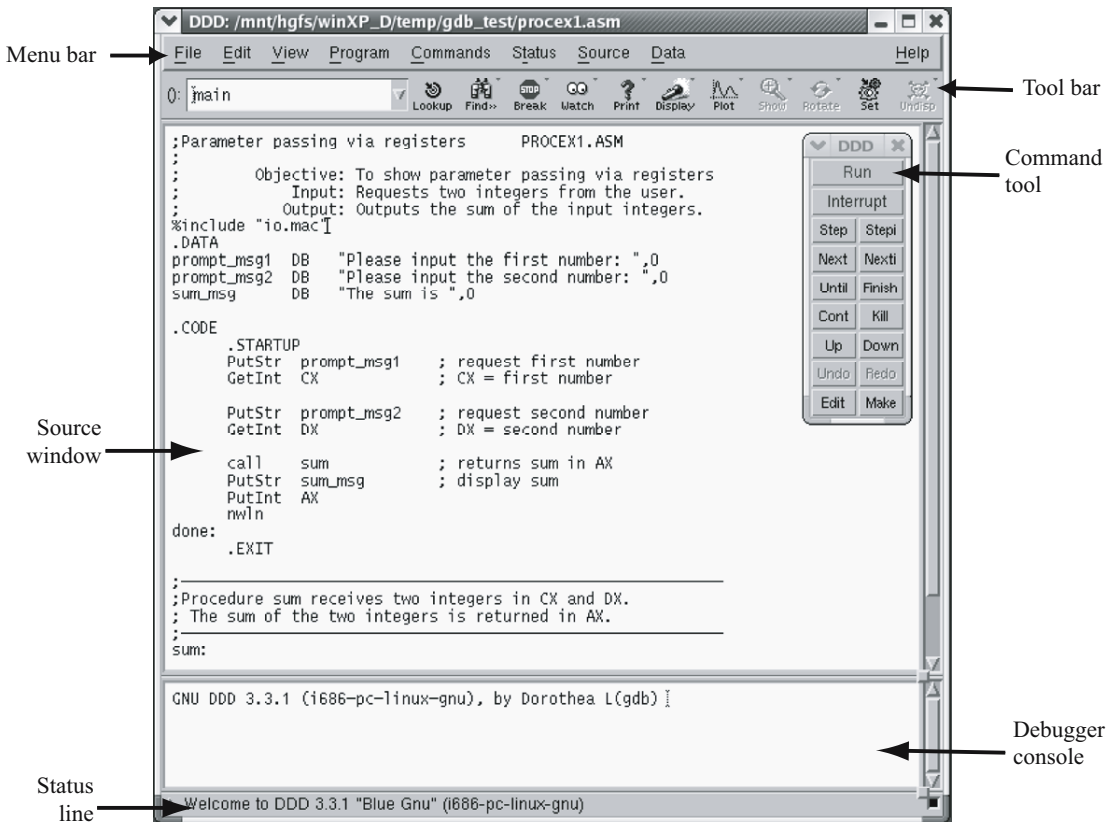 DDD: /mnt/hgfs/winXP_D/temp/gdb_test/procex1.asm
Menu bar
File Edit View Program Commands Status Source Data Help
(): main
Lookup Find» Break Watch Print Display Plot Show Rotate Set Undisp
Tool bar
;Parameter passing via registers PROCEX1.ASM
;
; Objective: To show parameter passing via registers
; Input: Requests two integers from the user.
; Output: Outputs the sum of the input integers.
%include "io.mac"
.DATA
prompt_msg1 DB "Please input the first number: ",0
prompt_msg2 DB "Please input the second number: ",0
sum_msg DB "The sum is ",0
.CODE
.STARTUP
PutStr prompt_msg1 ; request first number
GetInt CX ; CX = first number
PutStr prompt_msg2 ; request second number
GetInt DX ; DX = second number
call sum ; returns sum in AX
PutStr sum_msg ; display sum
PutInt AX
nwln
done:
.EXIT
;
;Procedure sum receives two integers in CX and DX.
; The sum of the two integers is returned in AX.
;
sum:
DDD
Run
Interrupt
Step Stepi
Next Nexti
Until Finish
Cont Kill
Up Down
Undo Redo
Edit Make
Command
tool
Source
window
GNU DDD 3.3.1 (i686-pc-linux-gnu), by Dorothea L(gdb)
Debugger
console
Status
line
Welcome to DDD 3.3.1 "Blue Gnu" (i686-pc-linux-gnu)